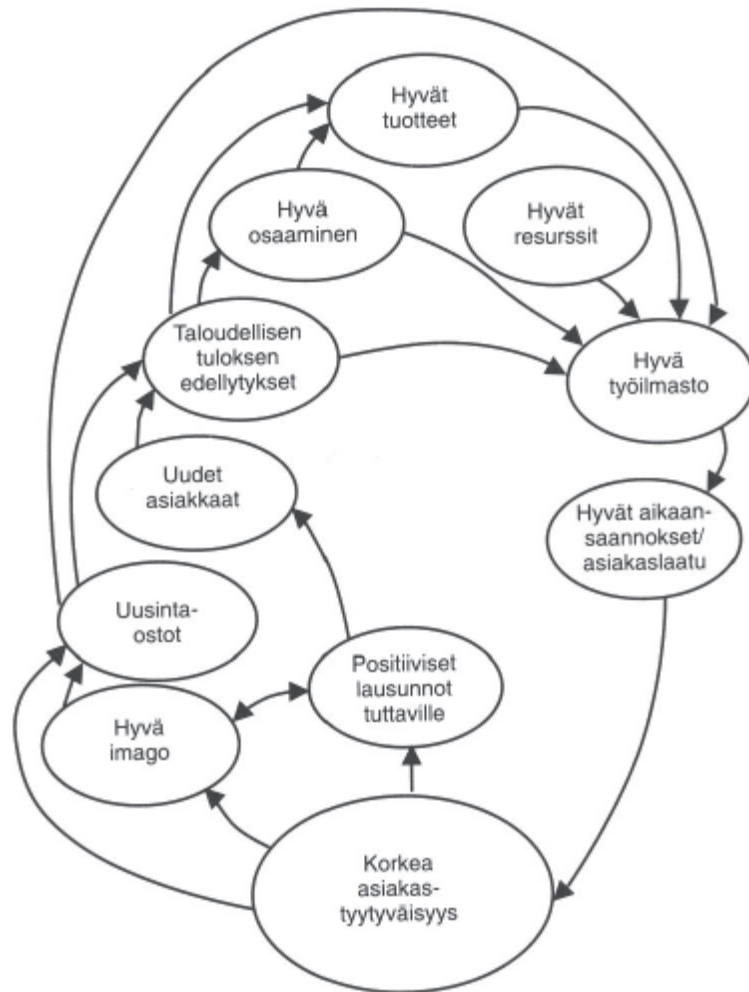 Hyvät
tuotteet
Hyvä
osaaminen
Hyvät
resurssit
Taloudellisen
tuloksen
edellytykset
Hyvä
työilmasto
Uudet
asiakkaat
Hyvät aikaan-
saannokset/
asiakaslaatu
Uusinta-
ostot
Positiiviset
lausunnot
tuttaville
Hyvä
imago
Korkea
asiakas-
tyytyväisyys